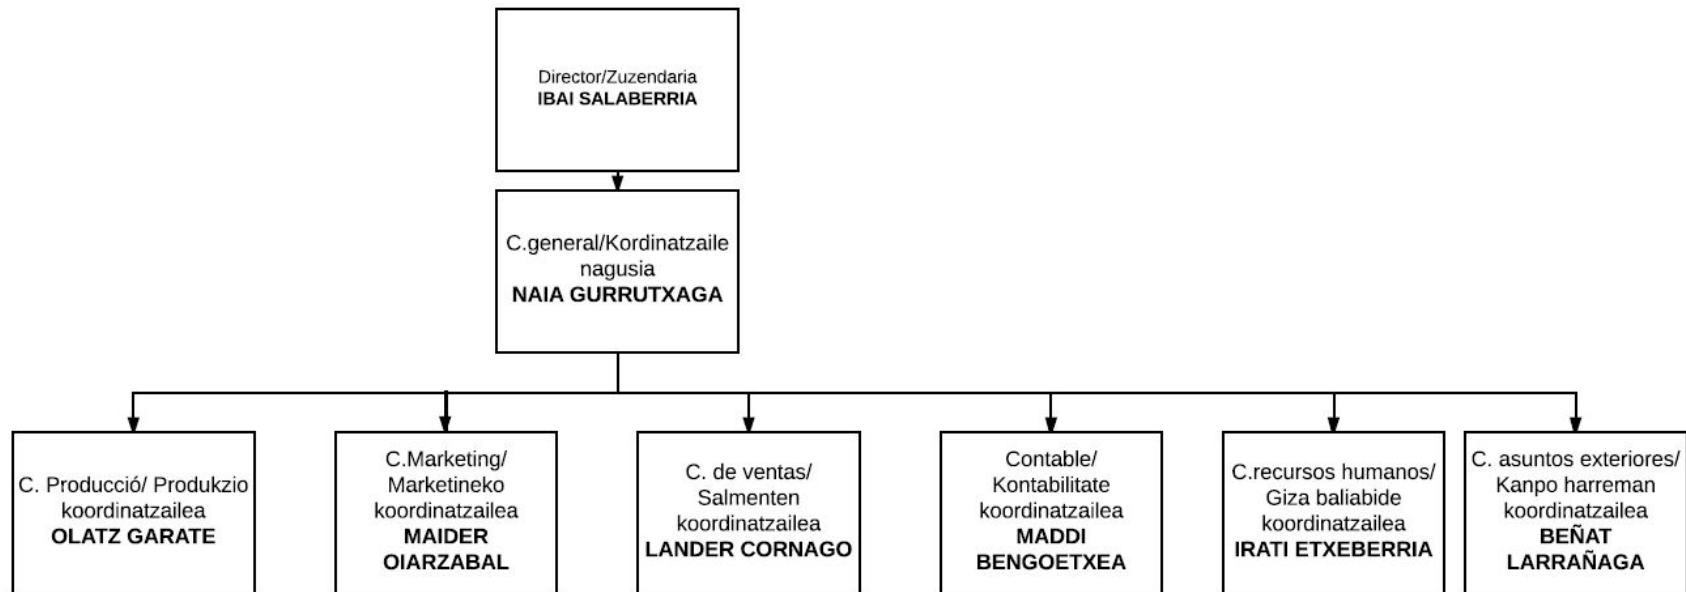 Director/Zuzendaria
IBAI SALABERRIA
C.general/Kordinatzaile
nagusia
NAIA GURRUTXAGA
C. Producció/ Produkzio
koordinatzailea
OLATZ GARATE
C.Marketing/
Marketineko
koordinatzailea
MAIDER
OIARZABAL
C. de ventas/
Salmenten
koordinatzailea
LANDER CORNAGO
Contable/
Kontabilitate
koordinatzailea
MADDI
BENGOETXEA
C.recursos humanos/
Giza baliabide
koordinatzailea
IRATI ETXEBERRIA
C. asuntos exteriores/
Kanpo harreman
koordinatzailea
BEÑAT
LARRAÑAGA